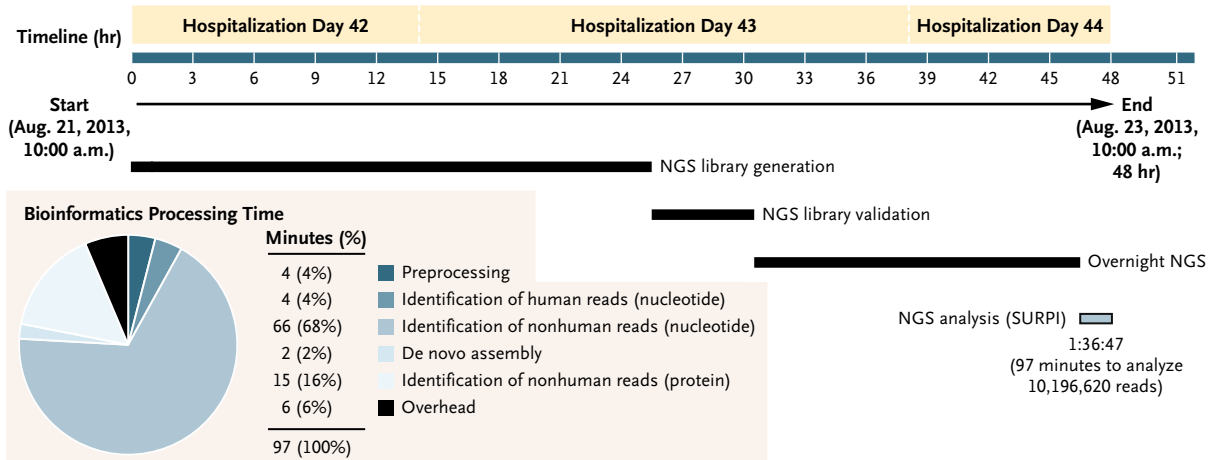 Hospitalization Day 42 Hospitalization Day 43 Hospitalization Day 44
Timeline (hr)
0 3 6 9 12 15 18 21 24 27 30 33 36 39 42 45 48 51
Start
(Aug. 21, 2013,
10:00 a.m.)
End
(Aug. 23, 2013,
10:00 a.m.;
48 hr)
NGS library generation
NGS library validation
Overnight NGS
NGS analysis (SURPI)
1:36:47
(97 minutes to analyze
10,196,620 reads)
Bioinformatics Processing Time
Minutes (%)
4 (4%) Preprocessing
4 (4%) Identification of human reads (nucleotide)
66 (68%) Identification of nonhuman reads (nucleotide)
2 (2%) De novo assembly
15 (16%) Identification of nonhuman reads (protein)
6 (6%) Overhead
97 (100%)